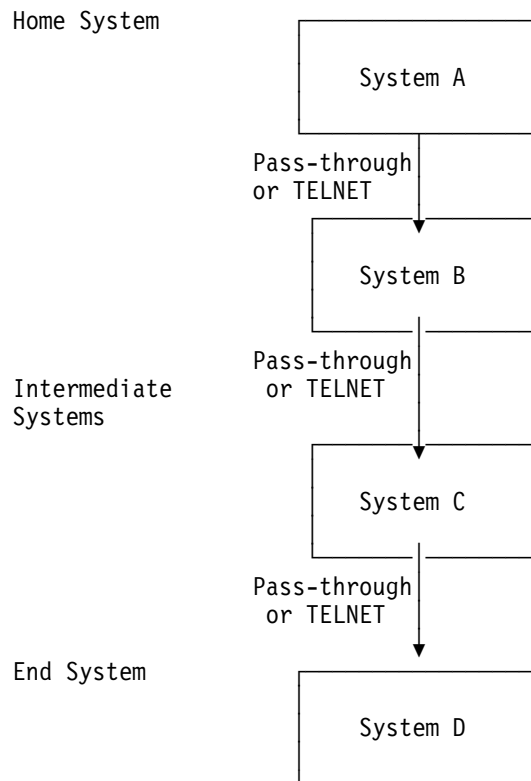 Home System
System A
Pass-through
or TELNET
System B
Pass-through
or TELNET
Intermediate
Systems
System C
Pass-through
or TELNET
End System
System D